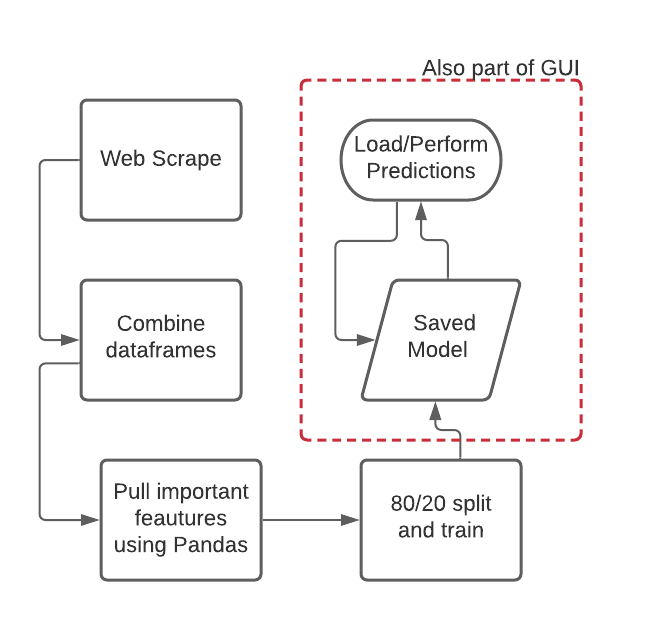 Also part of GUI
Web Scrape
Load/Perform
Predictions
Combine
dataframes
Saved
Model
Pull important
feautures
using Pandas
80/20 split
and train